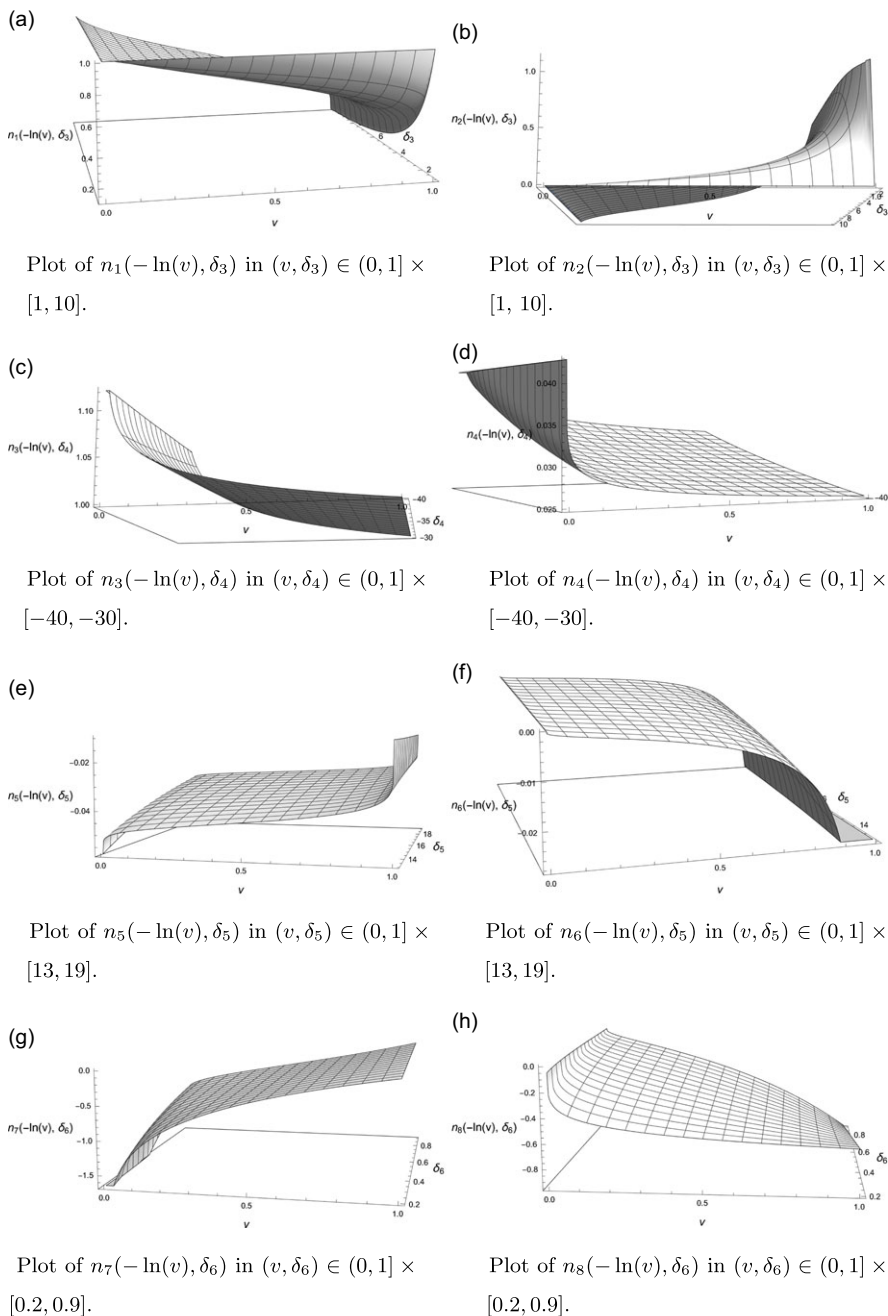 (a)
1.0
0.8
n₁(−ln(v), δ₃)
0.6
0.4
0.2
6
δ₃
4
2
0.0
0.5
1.0
v
(b)
1.0
n₂(−ln(v), δ₃)
0.5
0.0
0.0
0.5
1.0
v
2
4
6
8
10
δ₃
Plot of n₁(− ln(v), δ₃) in (v, δ₃) ∈ (0, 1] ×
[1, 10].
Plot of n₂(− ln(v), δ₃) in (v, δ₃) ∈ (0, 1] ×
[1, 10].
(c)
1.10
n₃(−ln(v), δ₄)
1.05
1.00
0.0
0.5
1.0
v
−40
−35
−30
δ₄
(d)
0.040
0.035
n₄(−ln(v), δ₄)
0.030
0.025
0.0
0.5
1.0
v
−40
Plot of n₃(− ln(v), δ₄) in (v, δ₄) ∈ (0, 1] ×
[−40, −30].
Plot of n₄(− ln(v), δ₄) in (v, δ₄) ∈ (0, 1] ×
[−40, −30].
(e)
−0.02
n₅(−ln(v), δ₅)
−0.04
0.0
0.5
1.0
v
18
16
14
δ₅
(f)
0.00
−0.01
n₆(−ln(v), δ₅)
−0.02
0.0
0.5
1.0
v
δ₅
14
Plot of n₅(− ln(v), δ₅) in (v, δ₅) ∈ (0, 1] ×
[13, 19].
Plot of n₆(− ln(v), δ₅) in (v, δ₅) ∈ (0, 1] ×
[13, 19].
(g)
0.0
−0.5
n₇(−ln(v), δ₆)
−1.0
−1.5
0.0
0.5
1.0
v
0.8
0.6
0.4
0.2
δ₆
(h)
0.0
−0.2
−0.4
n₈(−ln(v), δ₆)
−0.6
−0.8
0.0
0.5
1.0
v
0.8
0.6
0.4
0.2
δ₆
Plot of n₇(− ln(v), δ₆) in (v, δ₆) ∈ (0, 1] ×
[0.2, 0.9].
Plot of n₈(− ln(v), δ₆) in (v, δ₆) ∈ (0, 1] ×
[0.2, 0.9].